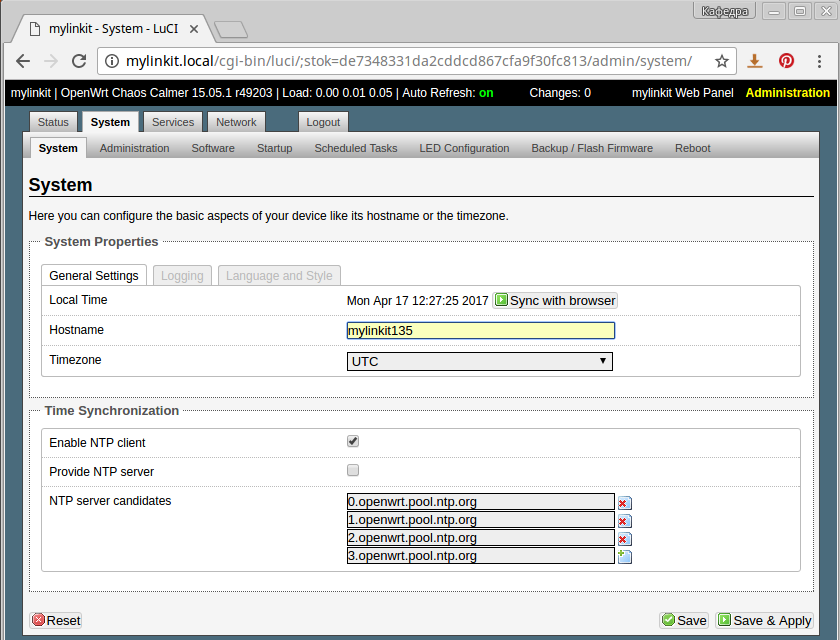 Кафедра
mylinkit - System - LuCI
mylinkit.local/cgi-bin/luci/;stok=de7348331da2cddcd867cfa9f30fc813/admin/system/
mylinkit | OpenWrt Chaos Calmer 15.05.1 r49203 | Load: 0.00 0.01 0.05 | Auto Refresh: on Changes: 0 mylinkit Web Panel Administration
Status System Services Network Logout
System Administration Software Startup Scheduled Tasks LED Configuration Backup / Flash Firmware Reboot
System
Here you can configure the basic aspects of your device like its hostname or the timezone.
System Properties
General Settings Logging Language and Style
Local Time Mon Apr 17 12:27:25 2017 Sync with browser
Hostname mylinkit135
Timezone UTC
Time Synchronization
Enable NTP client
Provide NTP server
NTP server candidates 0.openwrt.pool.ntp.org
1.openwrt.pool.ntp.org
2.openwrt.pool.ntp.org
3.openwrt.pool.ntp.org
Reset Save Save & Apply